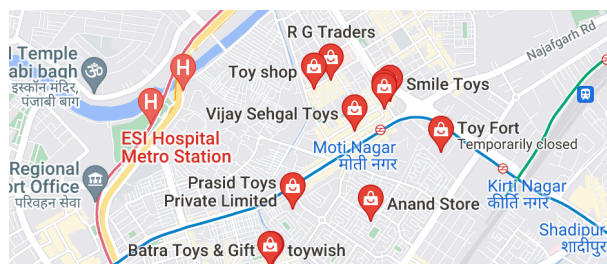 R G Traders
Najafgarh Rd
Temple
abi bagh
इस्कॉन मंदिर,
पंजाबी बाग
H
Toy shop
Smile Toys
H
Vijay Sehgal Toys
ESI Hospital
Metro Station
Toy Fort
Temporarily closed
Moti Nagar
मोती नगर
Regional
ort Office
परिवहन सेवा
Prasid Toys
Private Limited
Kirti Nagar
कीर्ति नगर
Anand Store
Shadipur
शादीपुर
Batra Toys & Gift
toywish